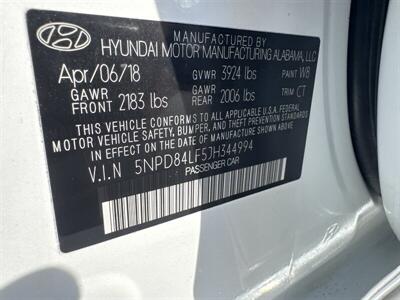 MANUFACTURED BY
HYUNDAI MOTOR MANUFACTURING ALABAMA, LLC
Apr/06/18 GVWR 3924 lbs PAINT W8
GAWR FRONT 2183 lbs GAWR REAR 2006 lbs TRIM CT
THIS VEHICLE CONFORMS TO ALL APPLICABLE U.S.A. FEDERAL
MOTOR VEHICLE SAFETY, BUMPER, AND THEFT PREVENTION STANDARDS
IN EFFECT ON THE DATE OF MANUFACTURE SHOWN ABOVE.
V.I.N 5NPD84LF5JH344994
PASSENGER CAR